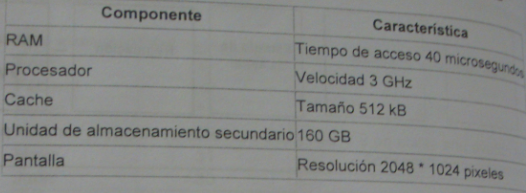 Componente Característica
RAM Tiempo de acceso 40 microsegundos
Procesador Velocidad 3 GHz
Cache Tamaño 512 kB
Unidad de almacenamiento secundario 160 GB
Pantalla Resolución 2048 * 1024 pixeles